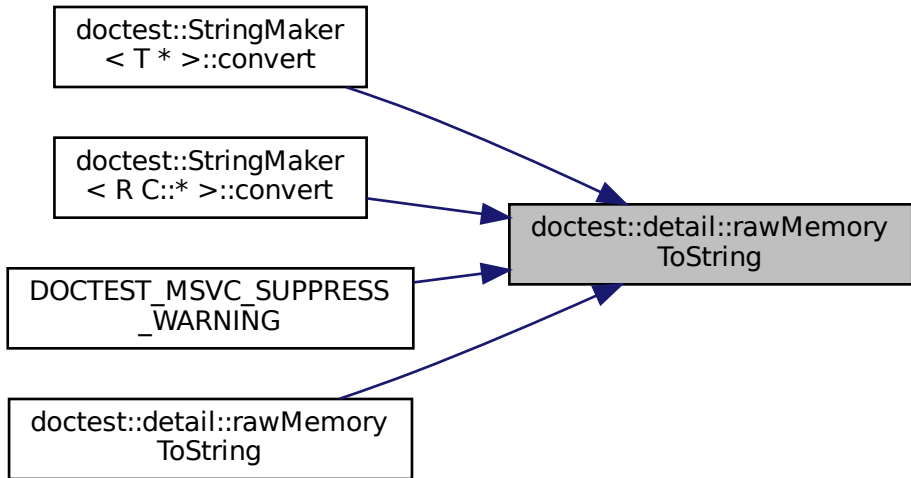 doctest::StringMaker
< T * >::convert
doctest::StringMaker
< R C::* >::convert
DOCTEST_MSVC_SUPPRESS
_WARNING
doctest::detail::rawMemory
ToString
doctest::detail::rawMemory
ToString